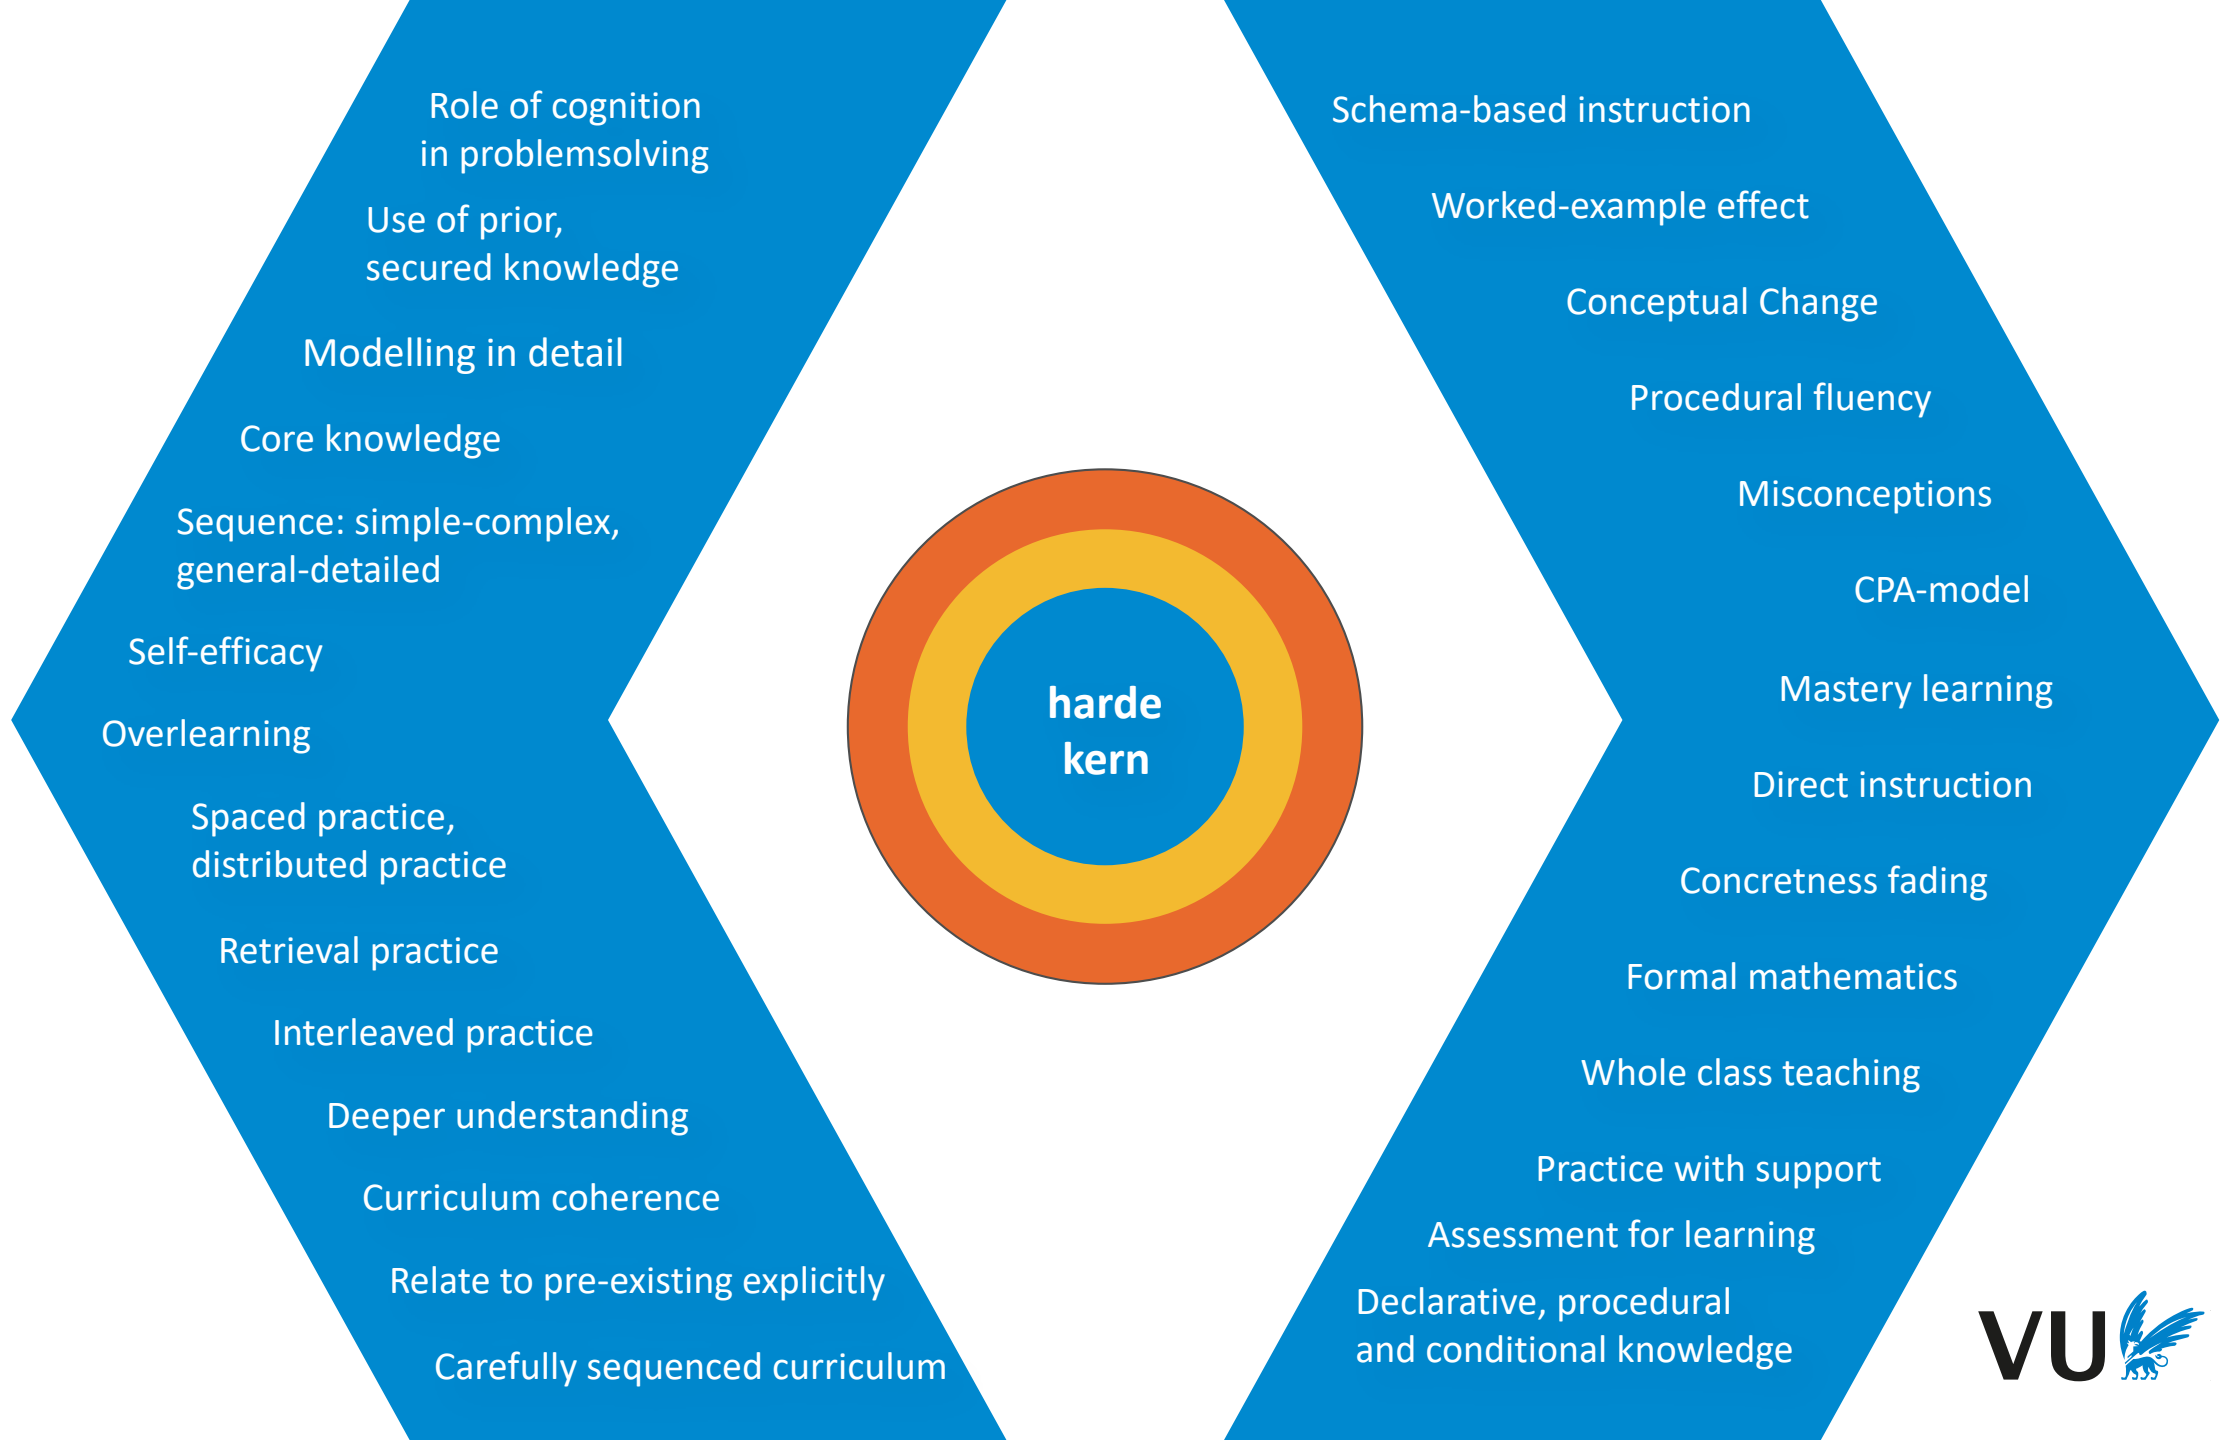 Role of cognition
in problemsolving
Use of prior,
secured knowledge
Modelling in detail
Core knowledge
Sequence: simple-complex,
general-detailed
Self-efficacy
Overlearning
Spaced practice,
distributed practice
Retrieval practice
Interleaved practice
Deeper understanding
Curriculum coherence
Relate to pre-existing explicitly
Carefully sequenced curriculum
harde
kern
Schema-based instruction
Worked-example effect
Conceptual Change
Procedural fluency
Misconceptions
CPA-model
Mastery learning
Direct instruction
Concretness fading
Formal mathematics
Whole class teaching
Practice with support
Assessment for learning
Declarative, procedural
and conditional knowledge
VU